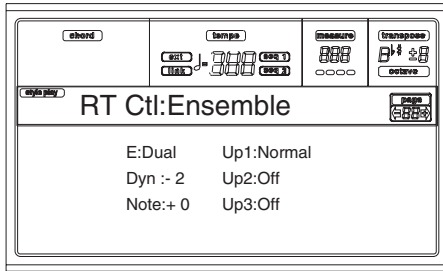 chord tempo measure transpose
ext seq 1
link seq 2
octave
style play RT Ctl:Ensemble page
E:Dual Up1:Normal
Dyn :- 2 Up2:Off
Note:+ 0 Up3:Off